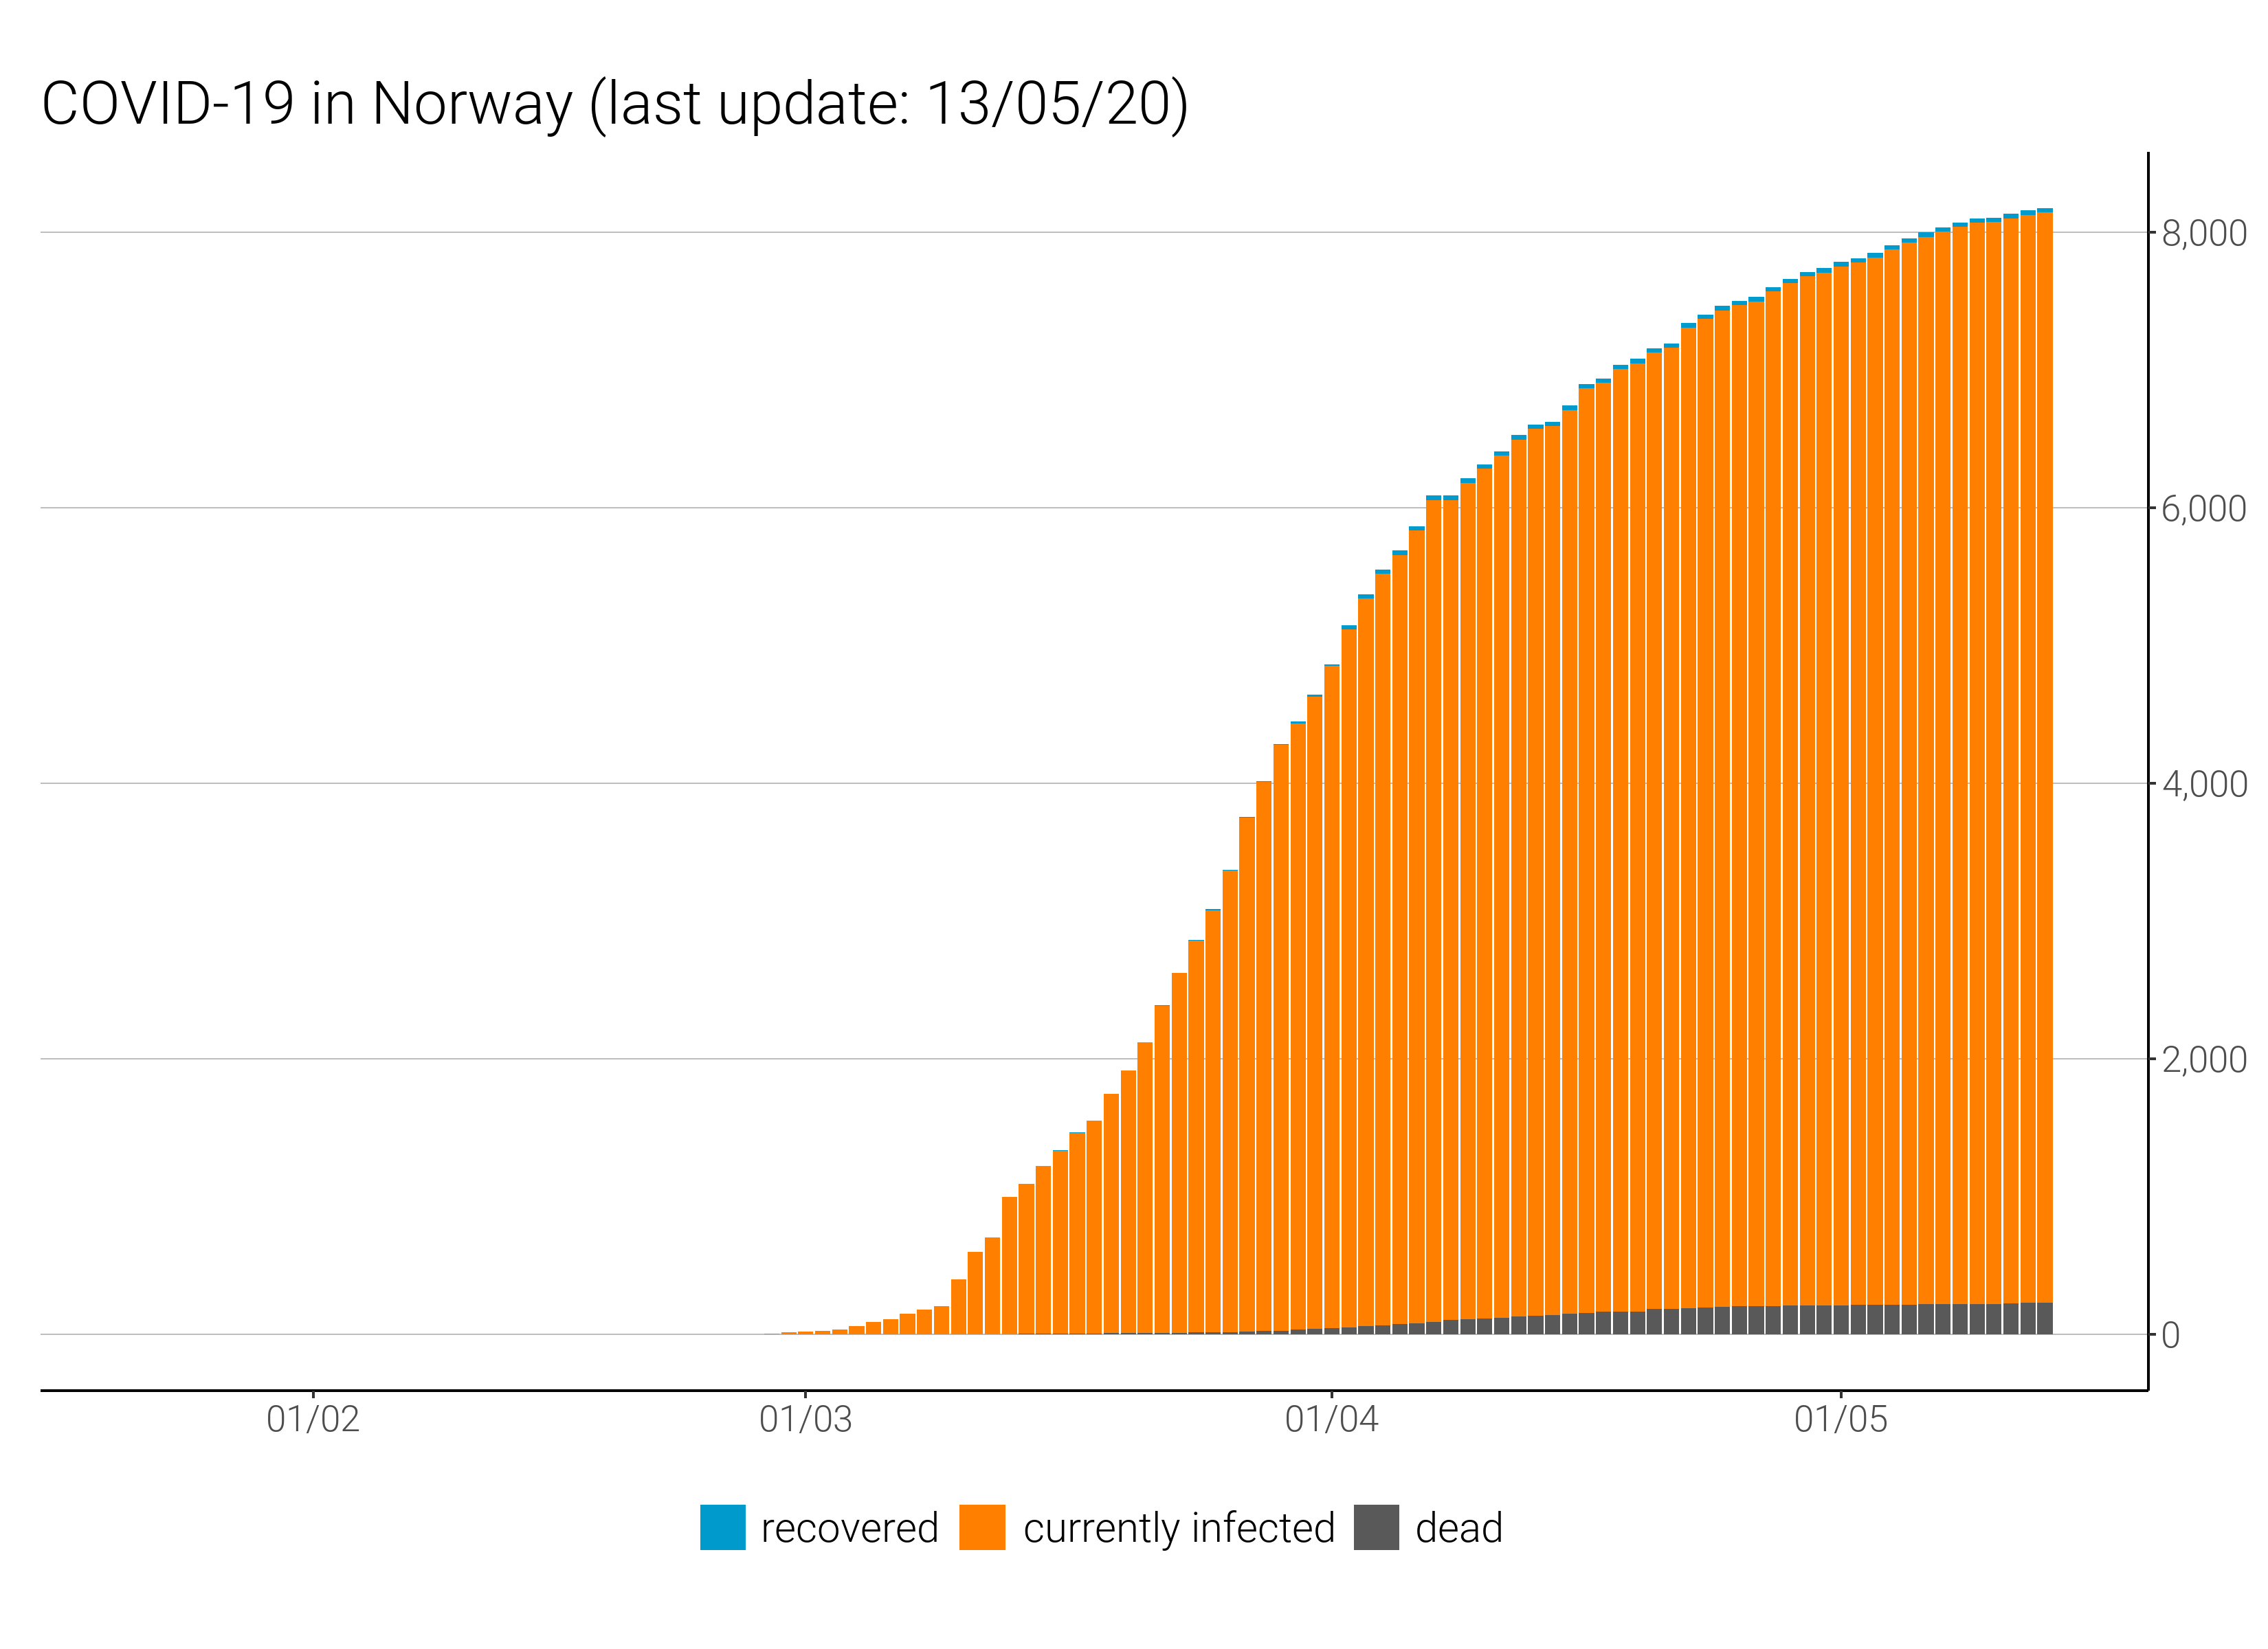 COVID-19 in Norway (last update: 13/05/20)
8,000
6,000
4,000
2,000
0
01/02 01/03 01/04 01/05
recovered currently infected dead